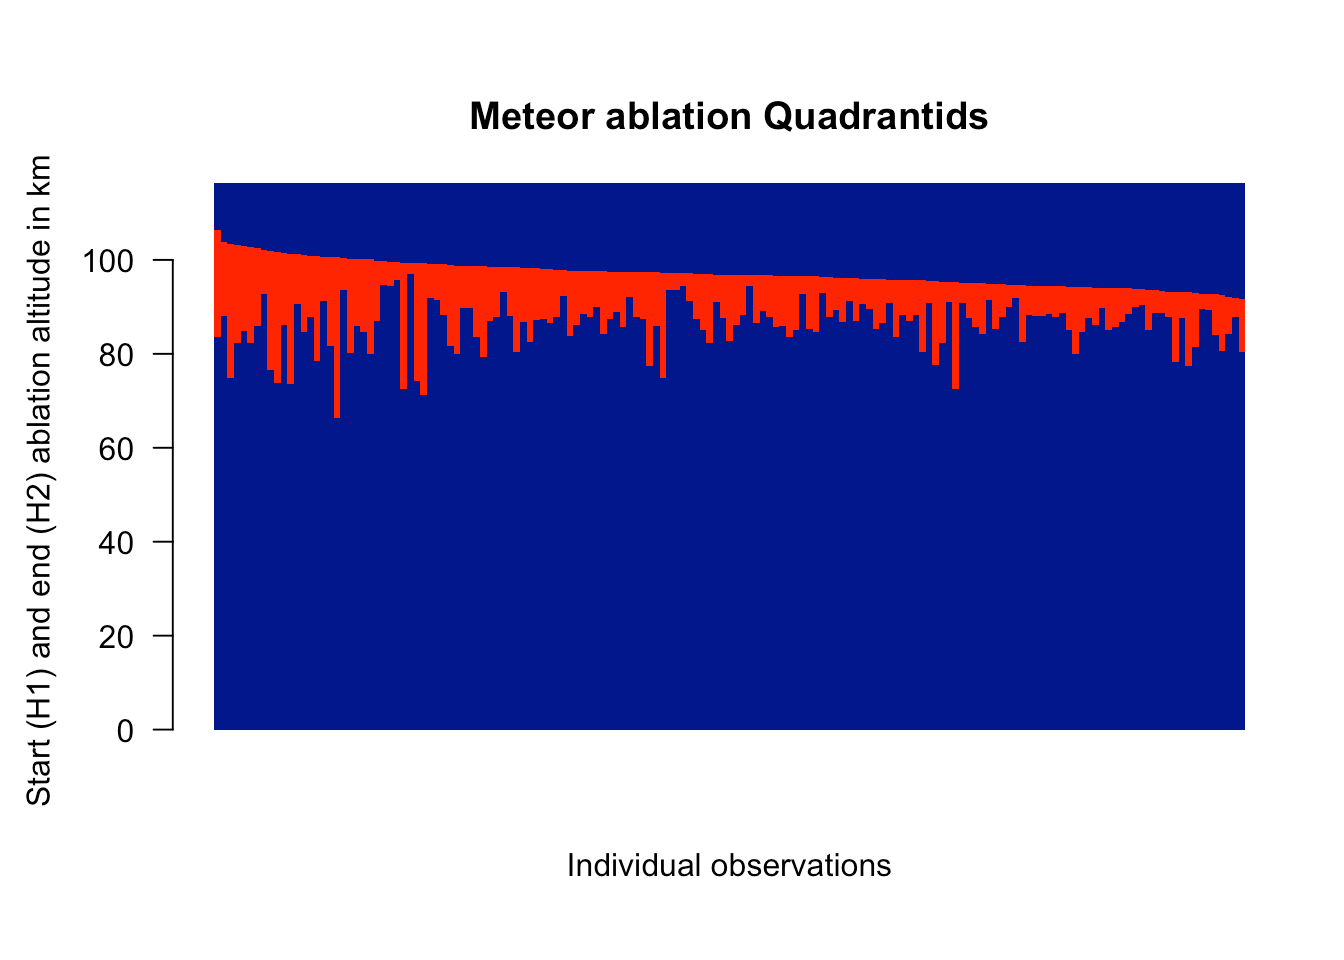 Meteor ablation Quadrantids
Start (H1) and end (H2) ablation altitude in km
100
80
60
40
20
0
Individual observations